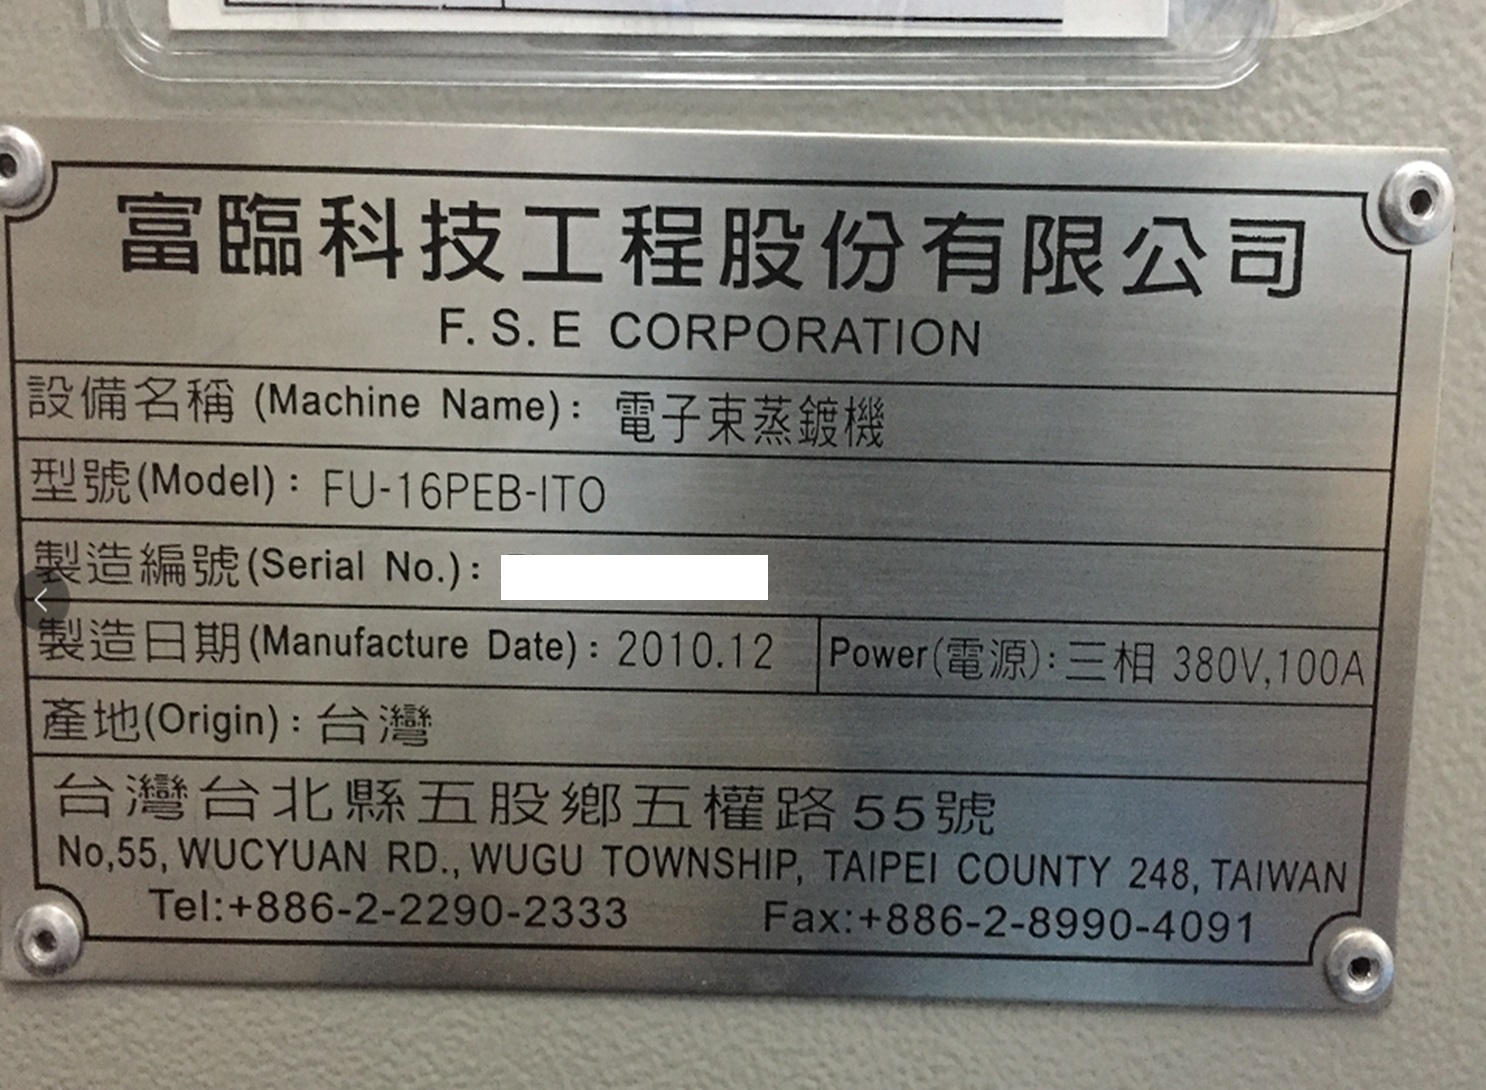 富臨科技工程股份有限公司
F. S. E CORPORATION
設備名稱 (Machine Name): 電子束蒸鍍機
型號(Model): FU-16PEB-ITO
製造編號(Serial No.):
製造日期(Manufacture Date): 2010.12 Power(電源): 三相 380V,100A
產地(Origin): 台灣
台灣台北縣五股鄉五權路55號
No,55, WUCYUAN RD., WUGU TOWNSHIP, TAIPEI COUNTY 248, TAIWAN
Tel:+886-2-2290-2333 Fax:+886-2-8990-4091